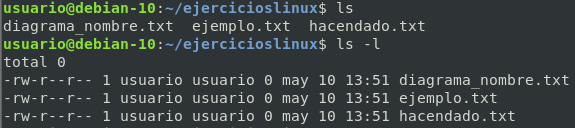 usuario@debian-10:~/ejercicioslinux$ ls
diagrama_nombre.txt  ejemplo.txt  hacendado.txt
usuario@debian-10:~/ejercicioslinux$ ls -l
total 0
-rw-r--r-- 1 usuario usuario 0 may 10 13:51 diagrama_nombre.txt
-rw-r--r-- 1 usuario usuario 0 may 10 13:51 ejemplo.txt
-rw-r--r-- 1 usuario usuario 0 may 10 13:51 hacendado.txt